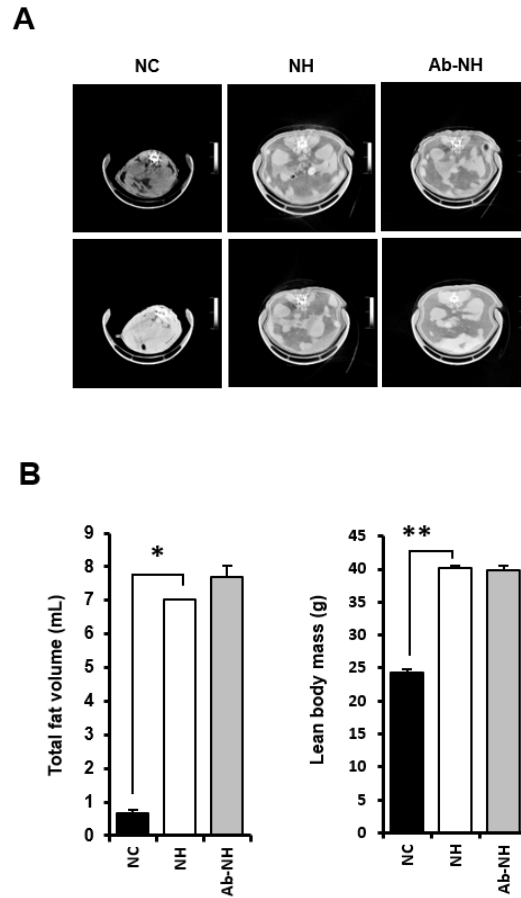 A
NC NH Ab-NH
B
Total fat volume (mL)
9
8
7
6
5
4
3
2
1
0
*
NC
NH
Ab-NH
Lean body mass (g)
45
40
35
30
25
20
15
10
5
0
**
NC
NH
Ab-NH